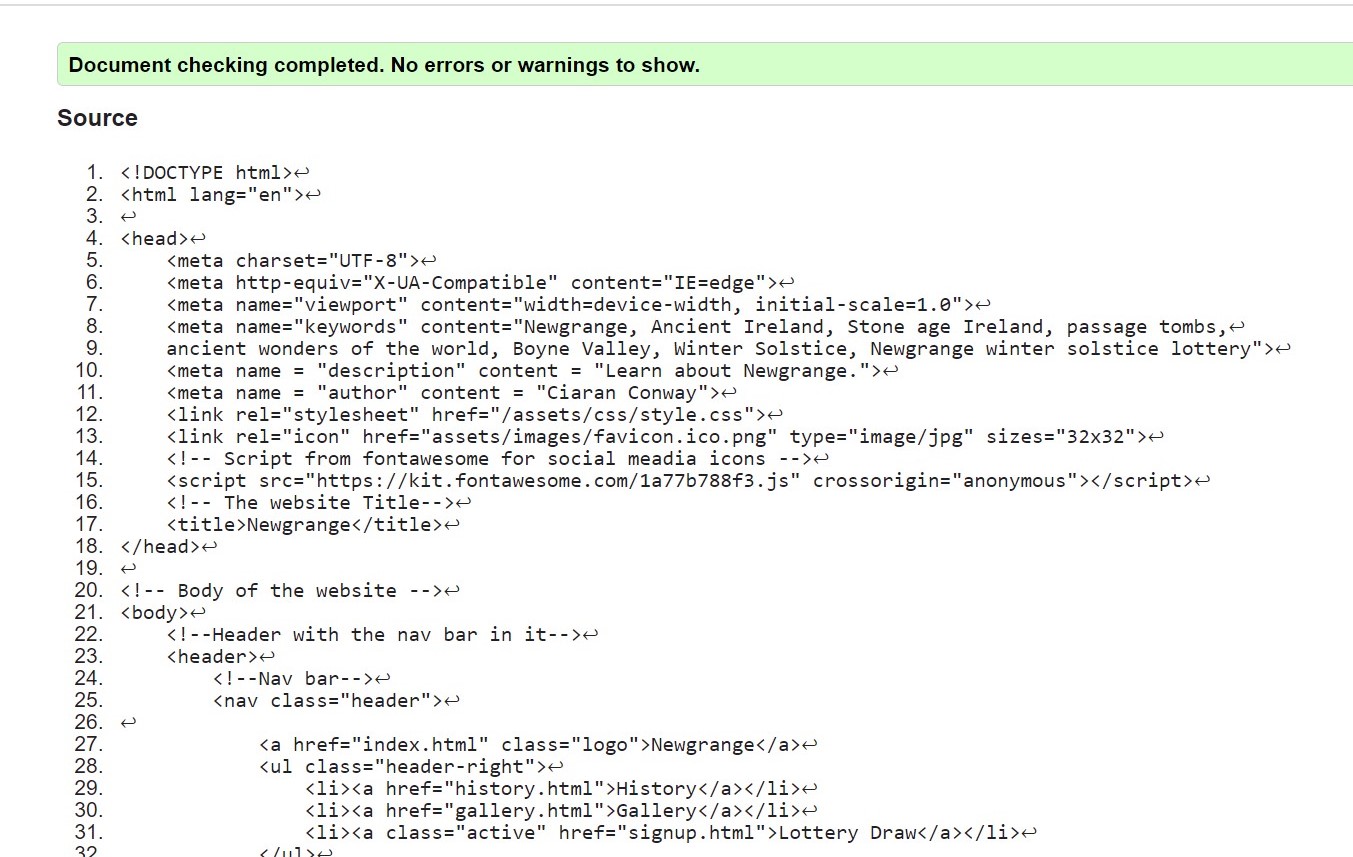 Document checking completed. No errors or warnings to show.
Source
1. <!DOCTYPE html>↩
2. <html lang="en">↩
3. ↩
4. <head>↩
5.     <meta charset="UTF-8">↩
6.     <meta http-equiv="X-UA-Compatible" content="IE=edge">↩
7.     <meta name="viewport" content="width=device-width, initial-scale=1.0">↩
8.     <meta name="keywords" content="Newgrange, Ancient Ireland, Stone age Ireland, passage tombs,↩
9.     ancient wonders of the world, Boyne Valley, Winter Solstice, Newgrange winter solstice lottery">↩
10.     <meta name = "description" content = "Learn about Newgrange.">↩
11.     <meta name = "author" content = "Ciaran Conway">↩
12.     <link rel="stylesheet" href="/assets/css/style.css">↩
13.     <link rel="icon" href="assets/images/favicon.ico.png" type="image/jpg" sizes="32x32">↩
14.     <!-- Script from fontawesome for social meadia icons -->↩
15.     <script src="https://kit.fontawesome.com/1a77b788f3.js" crossorigin="anonymous"></script>↩
16.     <!-- The website Title-->↩
17.     <title>Newgrange</title>↩
18. </head>↩
19. ↩
20. <!-- Body of the website -->↩
21. <body>↩
22.     <!--Header with the nav bar in it-->↩
23.     <header>↩
24.         <!--Nav bar-->↩
25.         <nav class="header">↩
26. ↩
27.             <a href="index.html" class="logo">Newgrange</a>↩
28.             <ul class="header-right">↩
29.                 <li><a href="history.html">History</a></li>↩
30.                 <li><a href="gallery.html">Gallery</a></li>↩
31.                 <li><a class="active" href="signup.html">Lottery Draw</a></li>↩
32.             </ul>↩